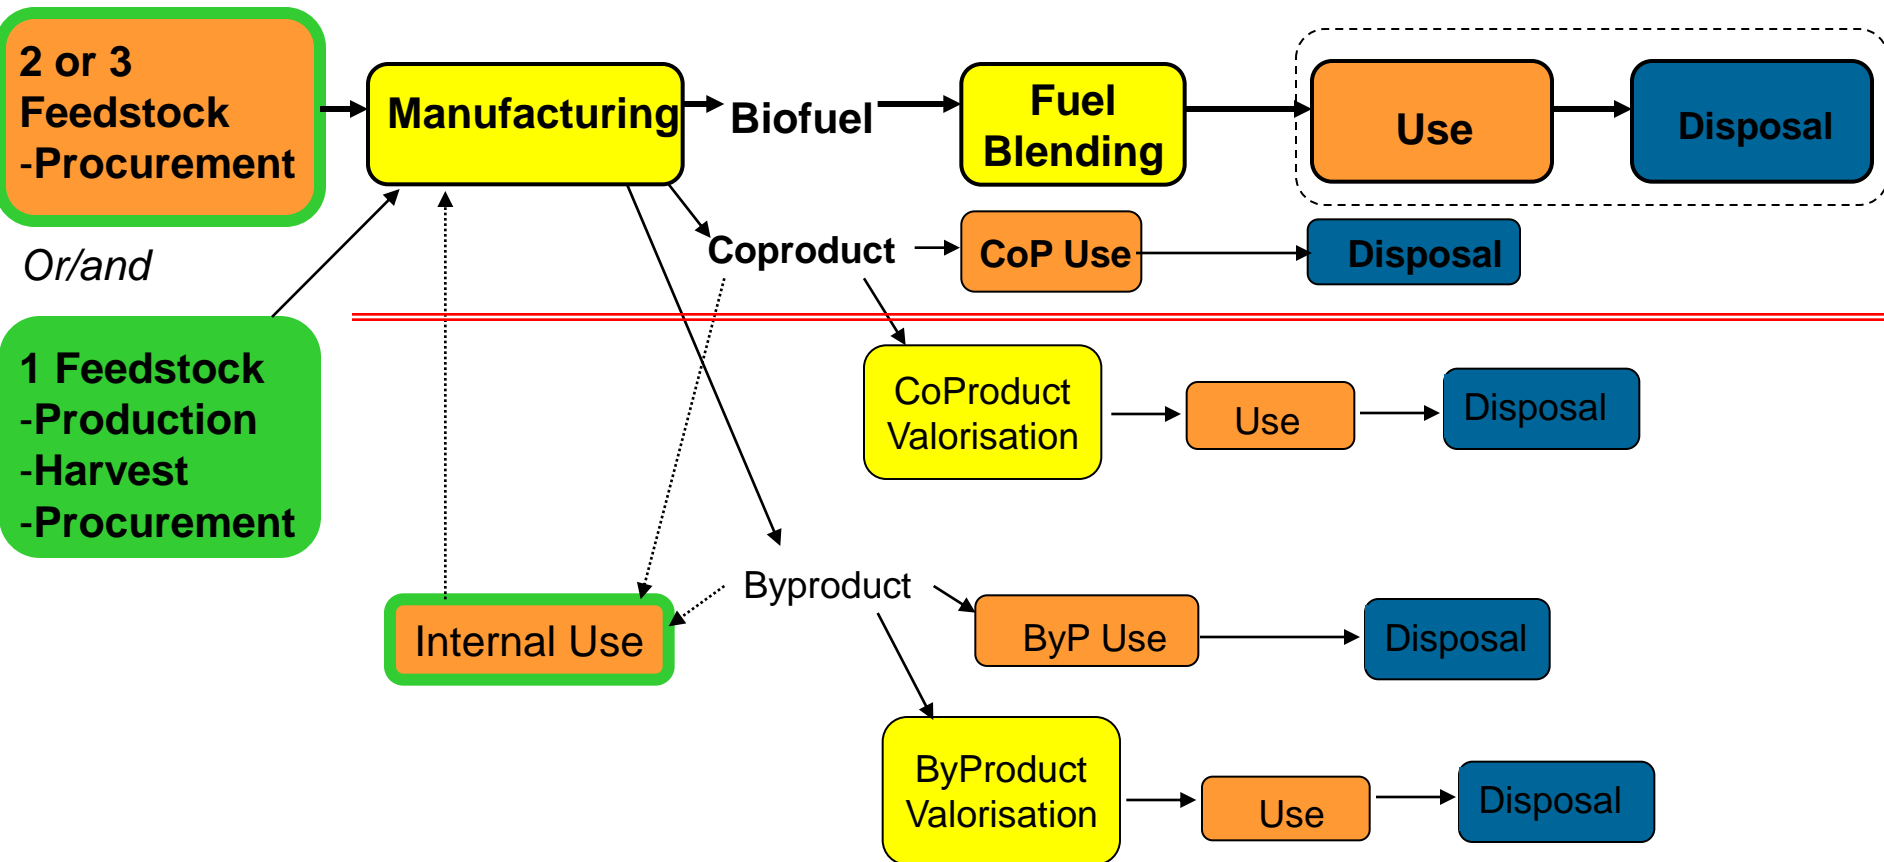 2 or 3
Feedstock
-Procurement
Manufacturing
Biofuel
Fuel
Blending
Use
Disposal
Or/and
Coproduct
CoP Use
Disposal
1 Feedstock
-Production
-Harvest
-Procurement
CoProduct
Valorisation
Use
Disposal
Byproduct
Internal Use
ByP Use
Disposal
ByProduct
Valorisation
Use
Disposal